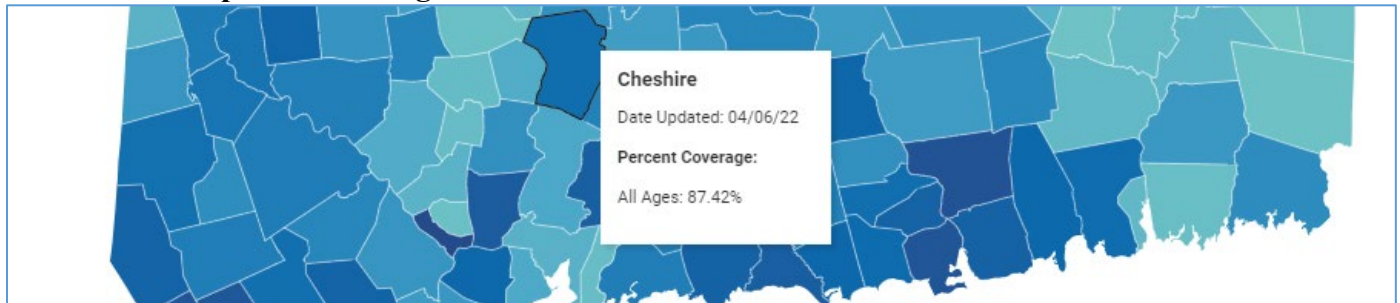 Cheshire
Date Updated: 04/06/22
Percent Coverage:
All Ages: 87.42%